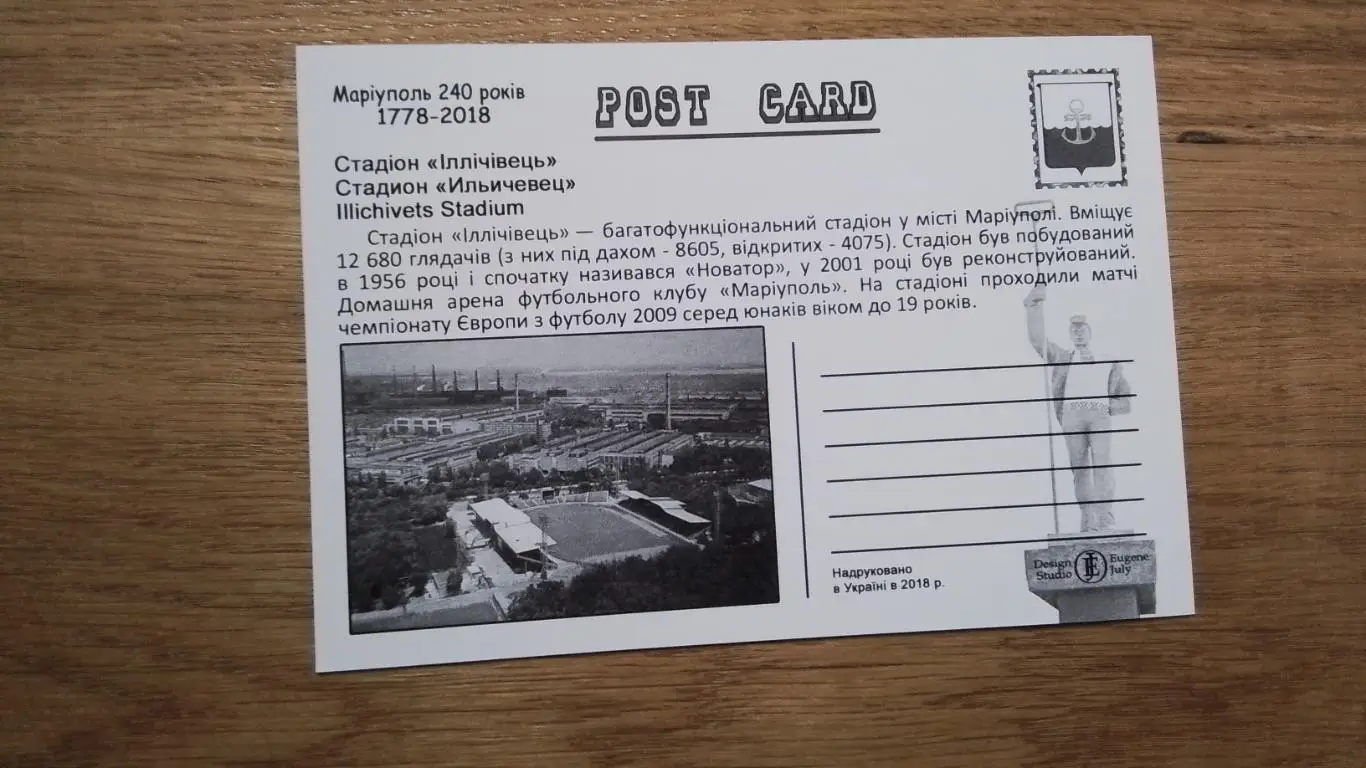 Маріуполь 240 років
1778-2018
POST CARD
Стадіон «Іллічівець»
Стадион «Ильичевец»
Illichivets Stadium
Стадіон «Іллічівець» — багатофункціональний стадіон у місті Маріуполі. Вміщує
12 680 глядачів (з них під дахом - 8605, відкритих - 4075). Стадіон був побудований
в 1956 році і спочатку називався «Новатор», у 2001 році був реконструйований.
Домашня арена футбольного клубу «Маріуполь». На стадіоні проходили матчі
чемпіонату Європи з футболу 2009 серед юнаків віком до 19 років.
Надруковано
в Україні в 2018 р.
Design Eugene
Studio July